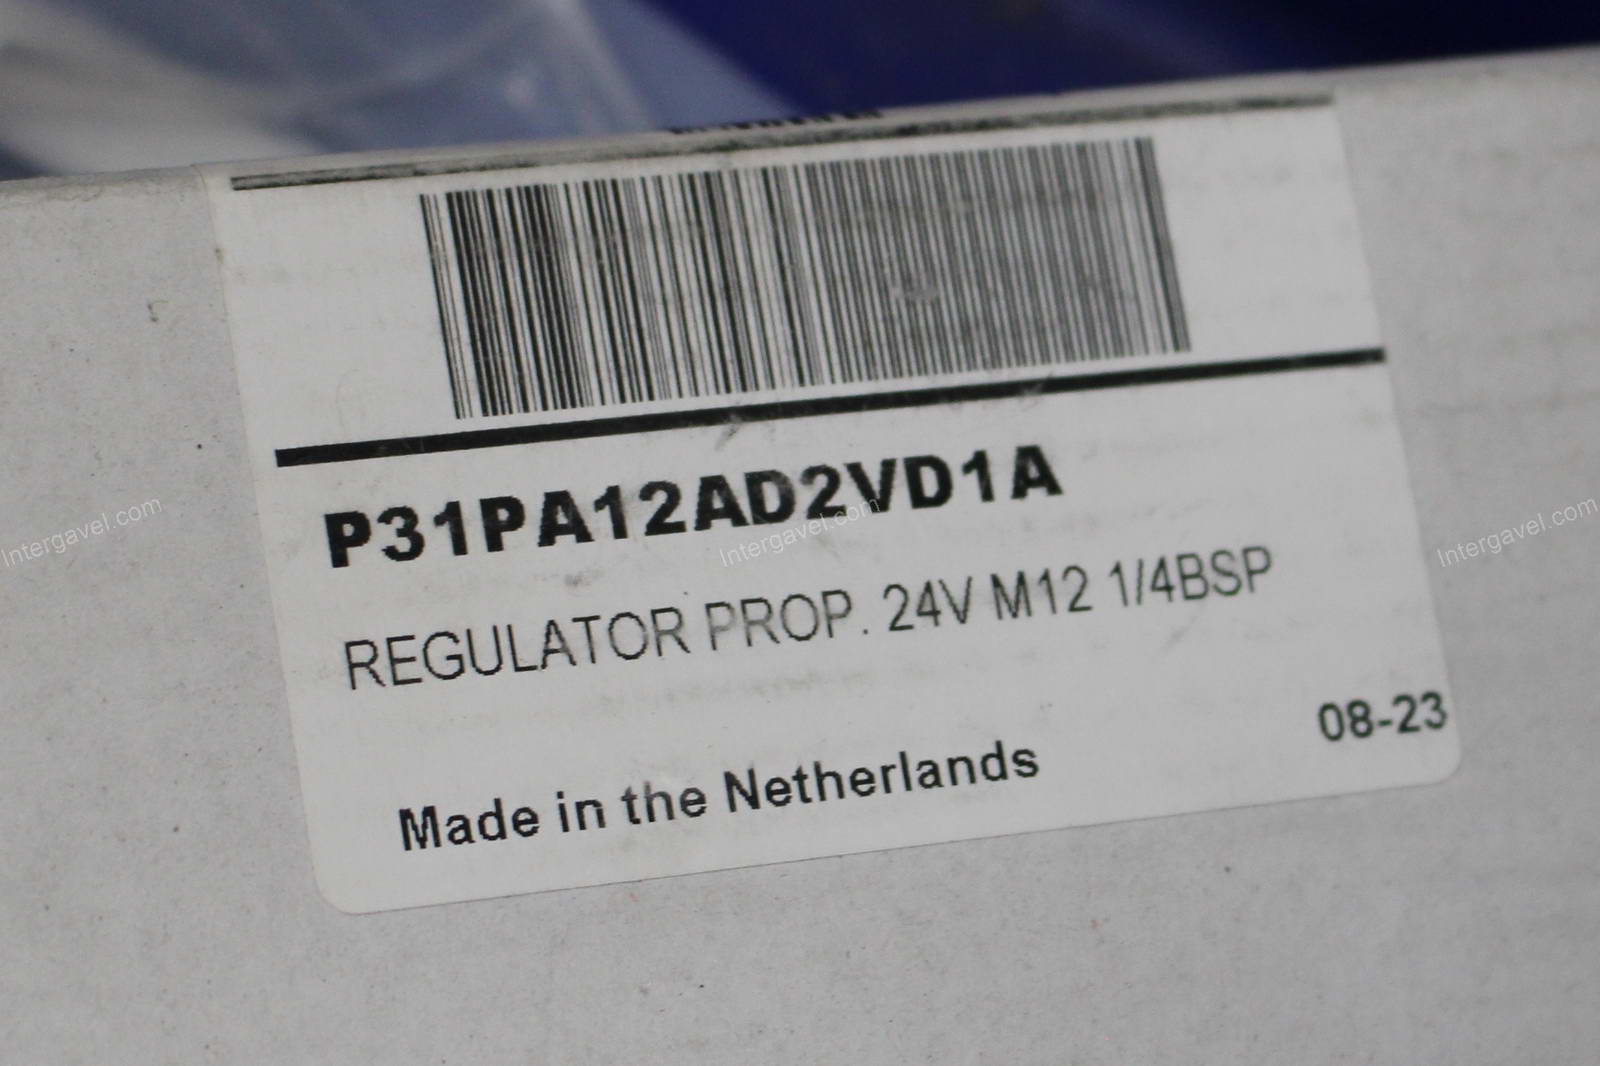 P31PA12AD2VD1A
REGULATOR PROP. 24V M12 1/4BSP
08-23
Made in the Netherlands
Intergavel.com
Intergavel.com
Intergavel.com